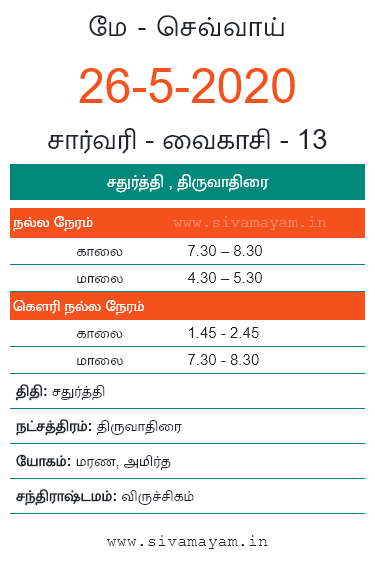 மே - செவ்வாய்
26-5-2020
சார்வரி - வைகாசி - 13
சதுர்த்தி , திருவாதிரை
நல்ல நேரம் www.sivamayam.in
காலை 7.30 – 8.30
மாலை 4.30 – 5.30
கௌரி நல்ல நேரம்
காலை 1.45 - 2.45
மாலை 7.30 - 8.30
திதி: சதுர்த்தி
நட்சத்திரம்: திருவாதிரை
யோகம்: மரண, அமிர்த
சந்திராஷ்டமம்: விருச்சிகம்
www.sivamayam.in